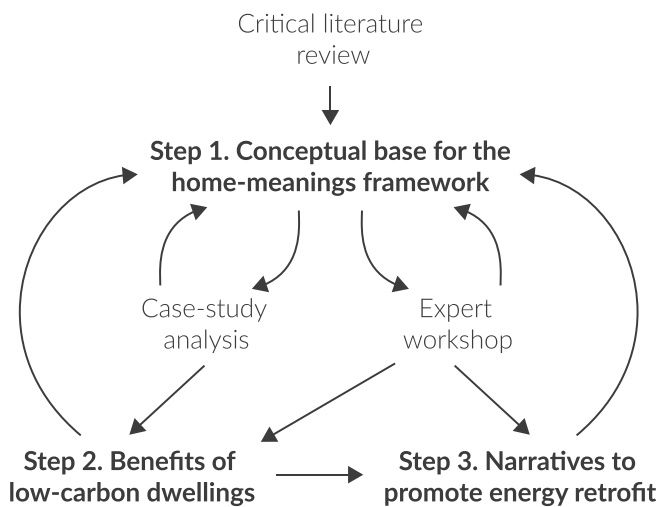 Critical literature
review
Step 1. Conceptual base for the
home-meanings framework
Case-study
analysis
Expert
workshop
Step 2. Benefits of
low-carbon dwellings
Step 3. Narratives to
promote energy retrofit